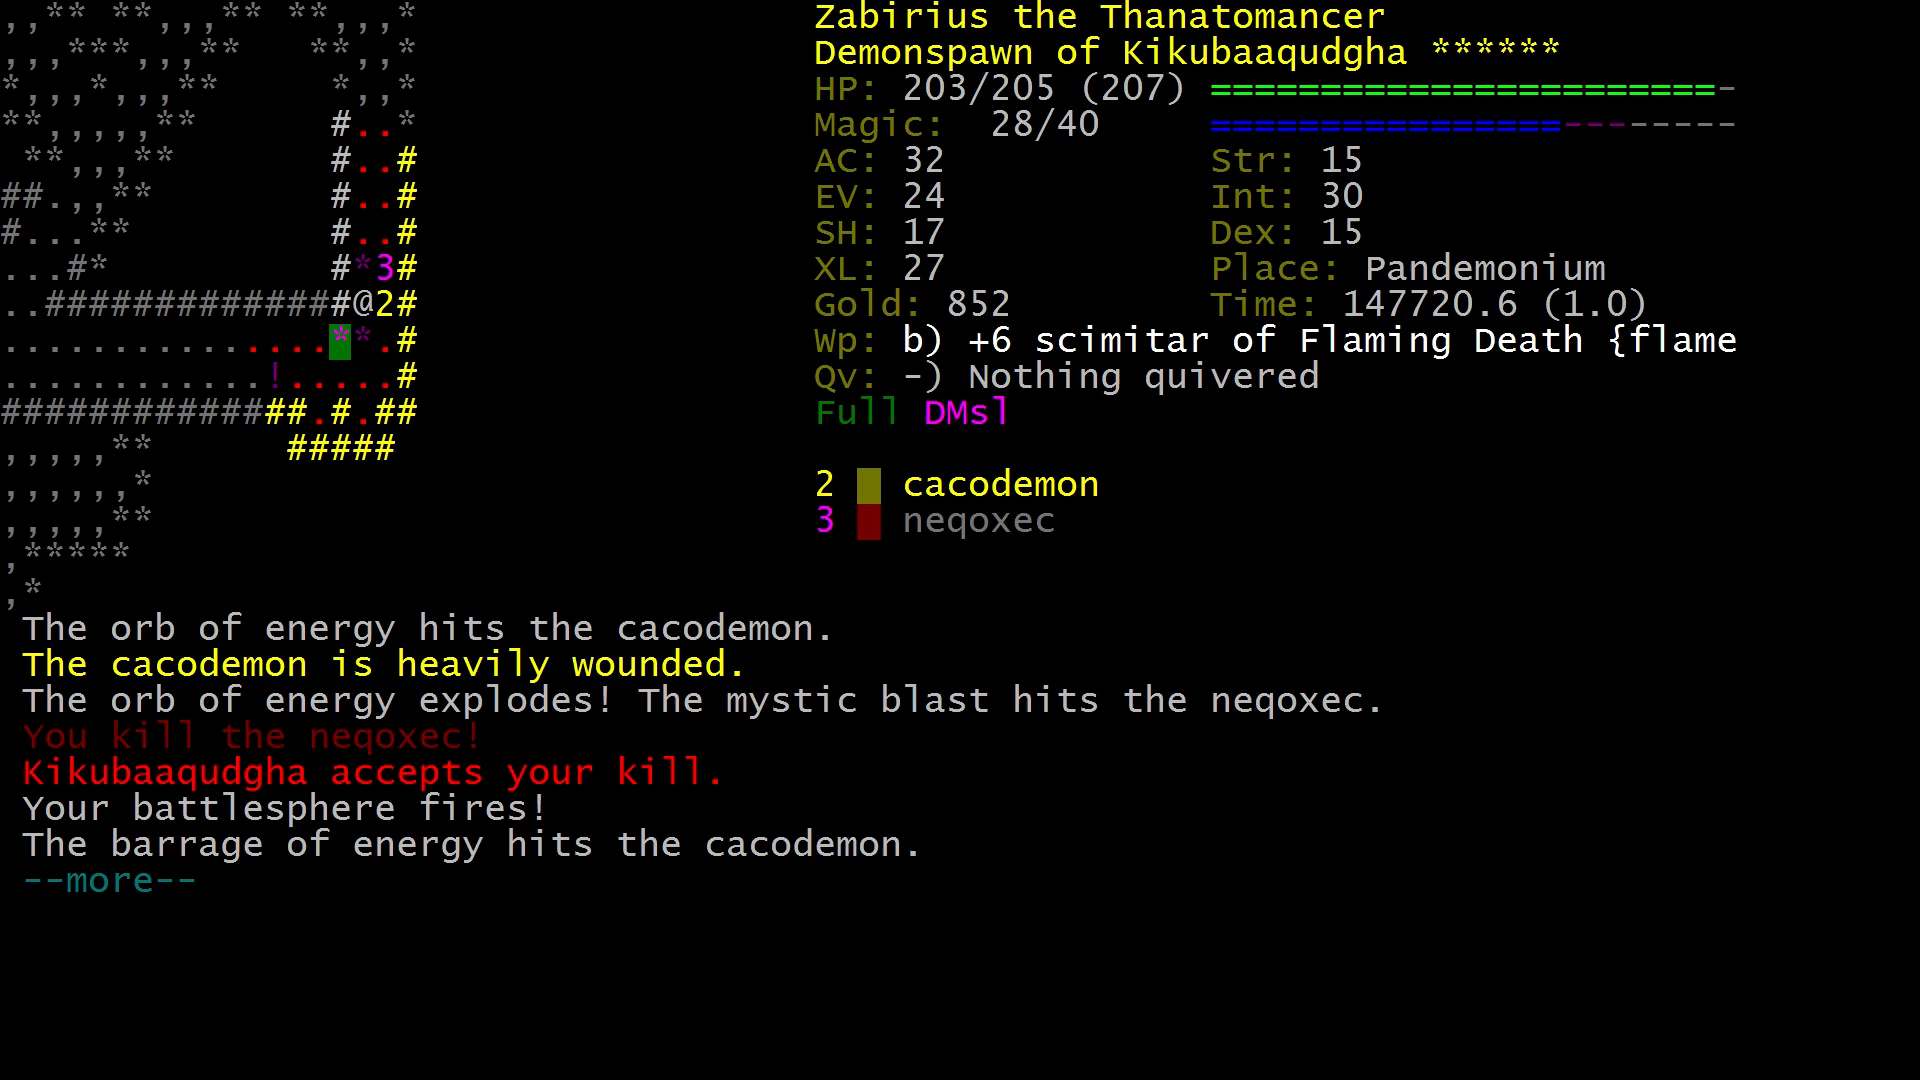 ,,** **,,,** **,,,* Zabirius the Thanatomancer
,,,***,,,** **,,* Demonspawn of Kikubaaqudgha ******
*,,,*,,,** *,,* HP: 203/205 (207) =======================-
**,,,,,** #..* Magic: 28/40 ================--------
**,,,** #..# AC: 32 Str: 15
##.,,** #..# EV: 24 Int: 30
#...** #..# SH: 17 Dex: 15
...#* #*3# XL: 27 Place: Pandemonium
..##############@2# Gold: 852 Time: 147720.6 (1.0)
...............**.# Wp: b) +6 scimitar of Flaming Death {flame
............!.....# Qv: -) Nothing quivered
##############.#.## Full DMsl
,,,,,** #####
,,,,,,* 2 cacodemon
,,,,,** 3 neqoxec
,*****
,*
The orb of energy hits the cacodemon.
The cacodemon is heavily wounded.
The orb of energy explodes! The mystic blast hits the neqoxec.
You kill the neqoxec!
Kikubaaqudgha accepts your kill.
Your battlesphere fires!
The barrage of energy hits the cacodemon.
--more--